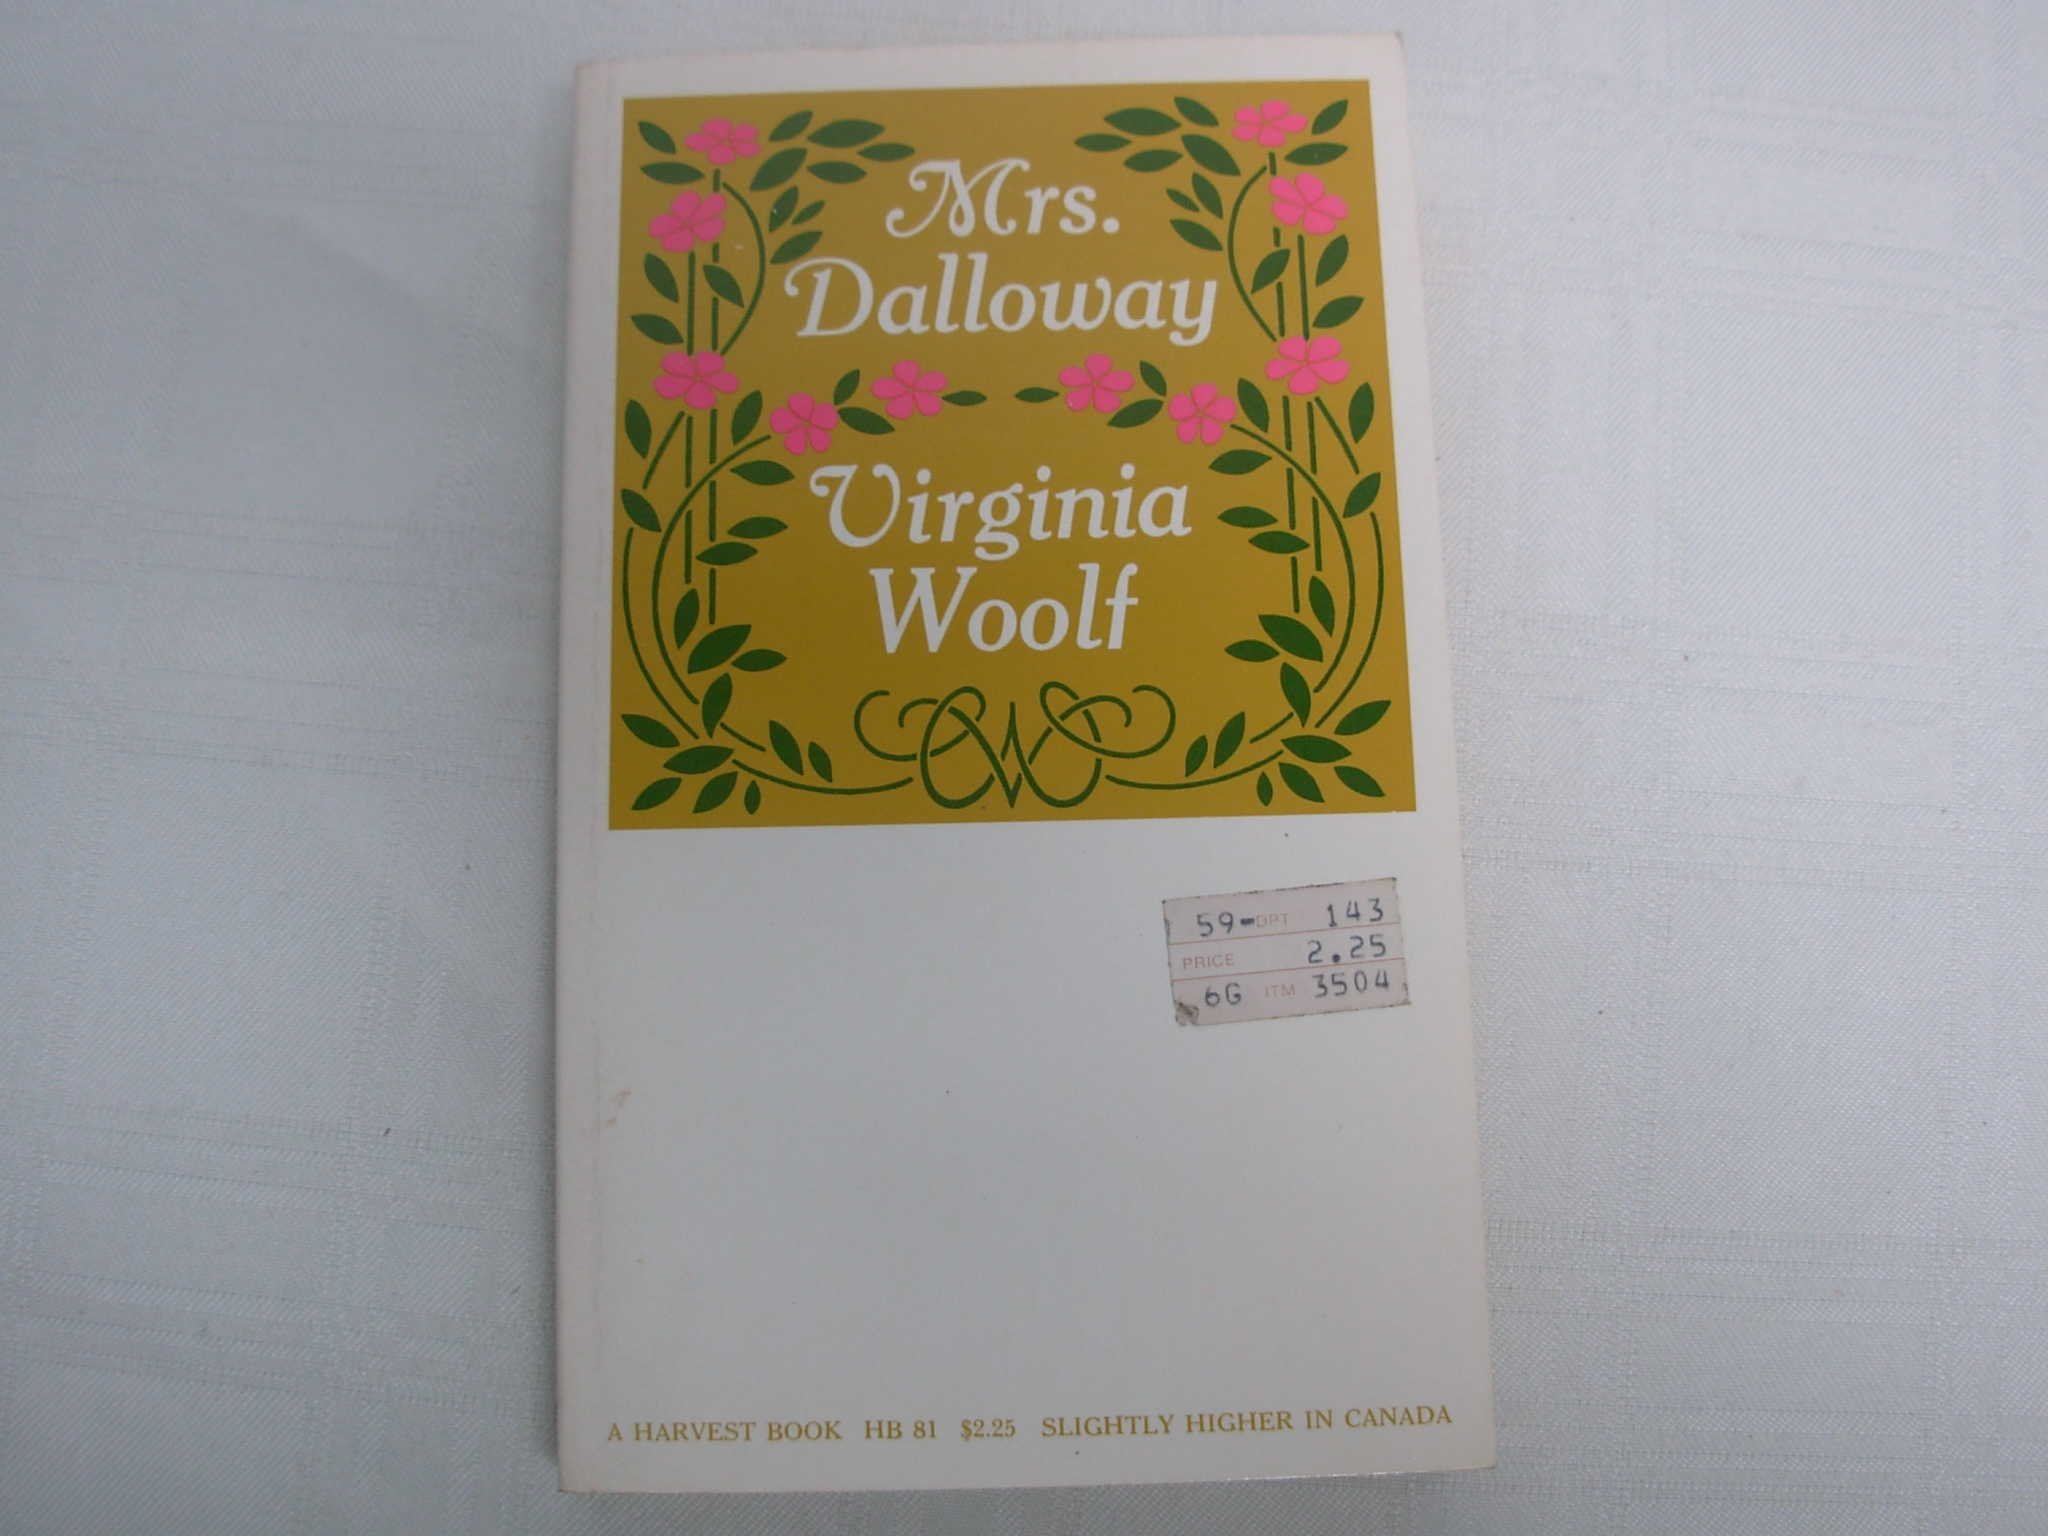 Mrs.
Dalloway
Virginia
Woolf
W
59-DPT 143
PRICE 2.25
6G ITM 3504
A HARVEST BOOK HB 81 $2.25 SLIGHTLY HIGHER IN CANADA